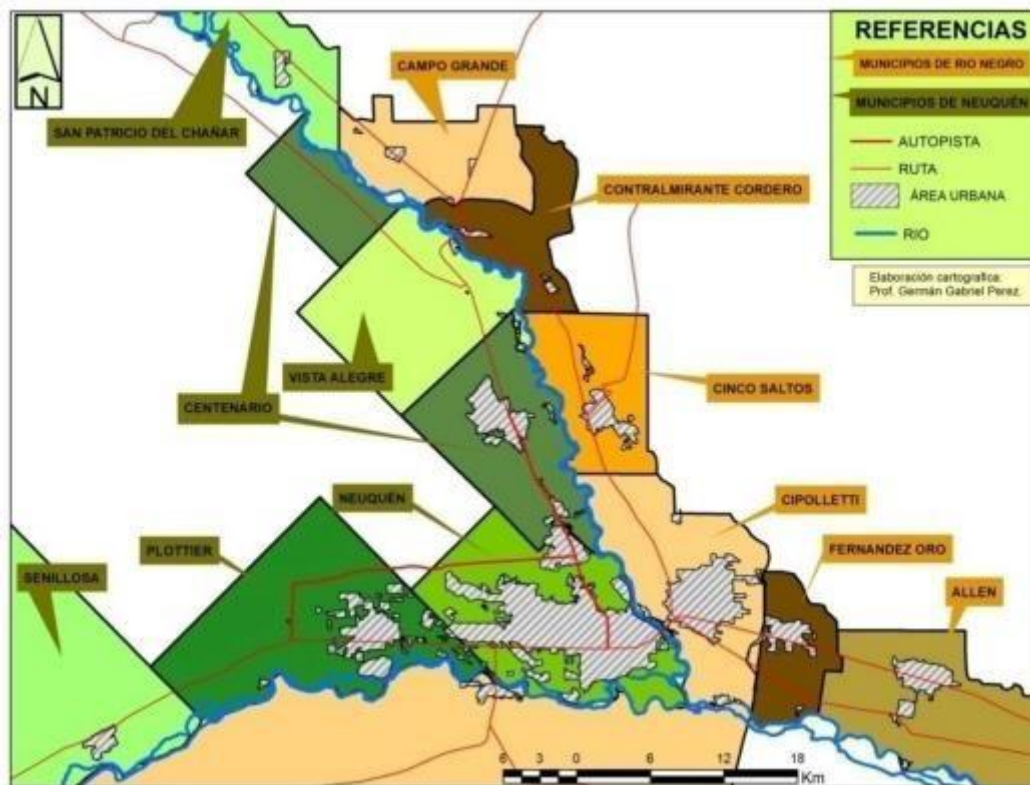 N
SAN PATRICIO DEL CHAÑAR
CAMPO GRANDE
CONTRALMIRANTE CORDERO
VISTA ALEGRE
CENTENARIO
CINCO SALTOS
NEUQUÉN
PLOTTIER
SENILLOSA
CIPOLLETTI
FERNANDEZ ORO
ALLEN
REFERENCIAS
MUNICIPIOS DE RIO NEGRO
MUNICIPIOS DE NEUQUÉN
AUTOPISTA
RUTA
ÁREA URBANA
RIO
Elaboración cartografica:
Prof. Germán Gabriel Perez.
6 3 0 6 12 18
Km